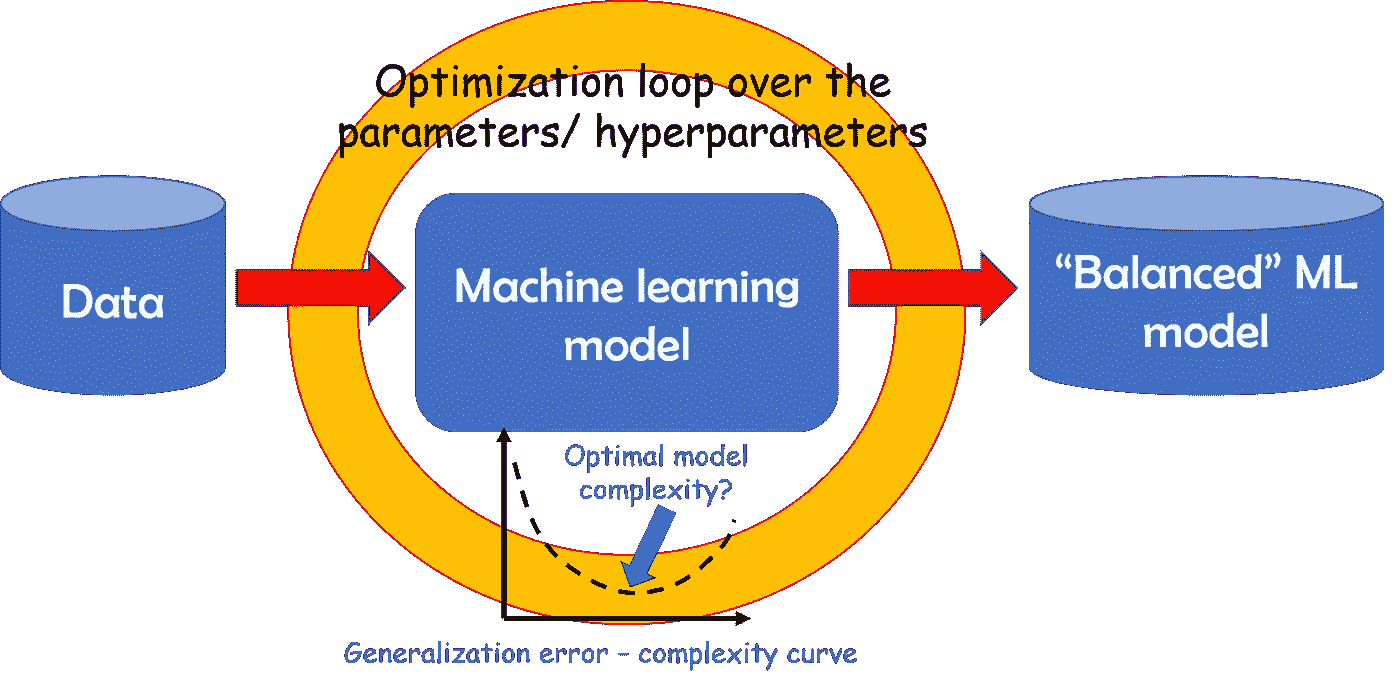 Optimization loop over the
parameters/ hyperparameters
Data
Machine learning
model
“Balanced” ML
model
Optimal model
complexity?
Generalization error – complexity curve